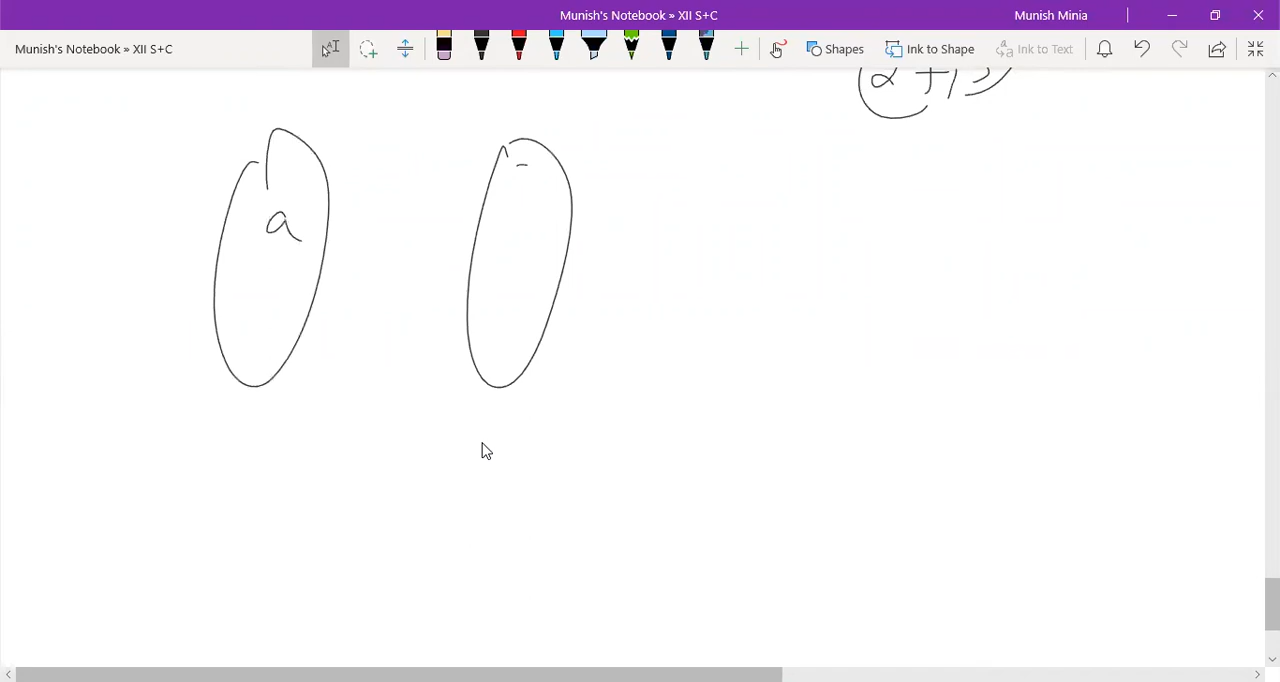 Munish's Notebook » XII S+C
Munish Minia
Munish's Notebook » XII S+C
Shapes
Ink to Shape
Ink to Text
a